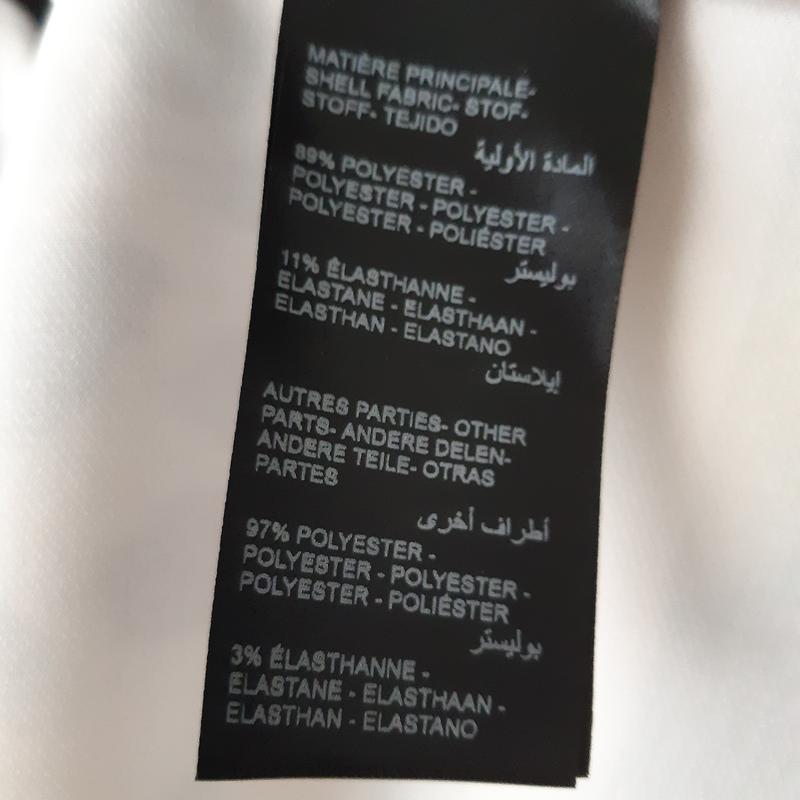 MATIÈRE PRINCIPALE-
SHELL FABRIC- STOF-
STOFF- TEJIDO
المادة الأولية
89% POLYESTER -
POLYESTER - POLYESTER -
POLYESTER - POLIÉSTER
بوليستر
11% ÉLASTHANNE -
ELASTANE - ELASTHAAN -
ELASTHAN - ELASTANO
إيلاستان
AUTRES PARTIES- OTHER
PARTS- ANDERE DELEN-
ANDERE TEILE- OTRAS
PARTES
أطراف أخرى
97% POLYESTER -
POLYESTER - POLYESTER -
POLYESTER - POLIÉSTER
بوليستر
3% ÉLASTHANNE -
ELASTANE - ELASTHAAN -
ELASTHAN - ELASTANO